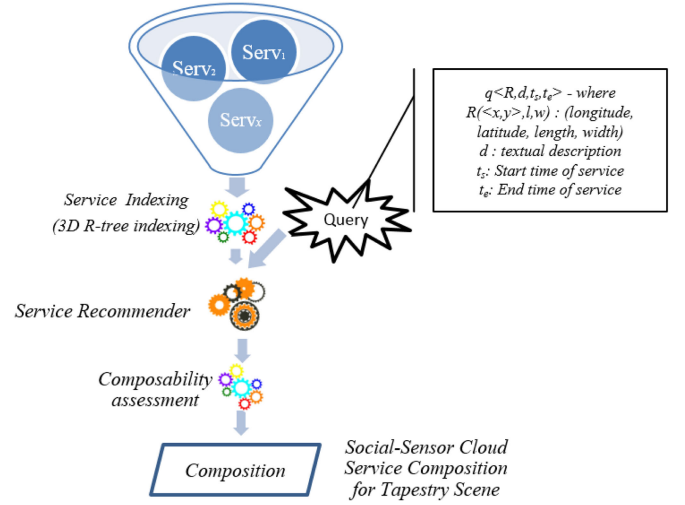 Serv1
Serv2
Servx
q<R,d,ts,te> - where
R(<x,y>,l,w) : (longitude,
latitude, length, width)
d : textual description
ts: Start time of service
te: End time of service
Service Indexing
(3D R-tree indexing)
Query
Service Recommender
Composability
assessment
Composition
Social-Sensor Cloud
Service Composition
for Tapestry Scene